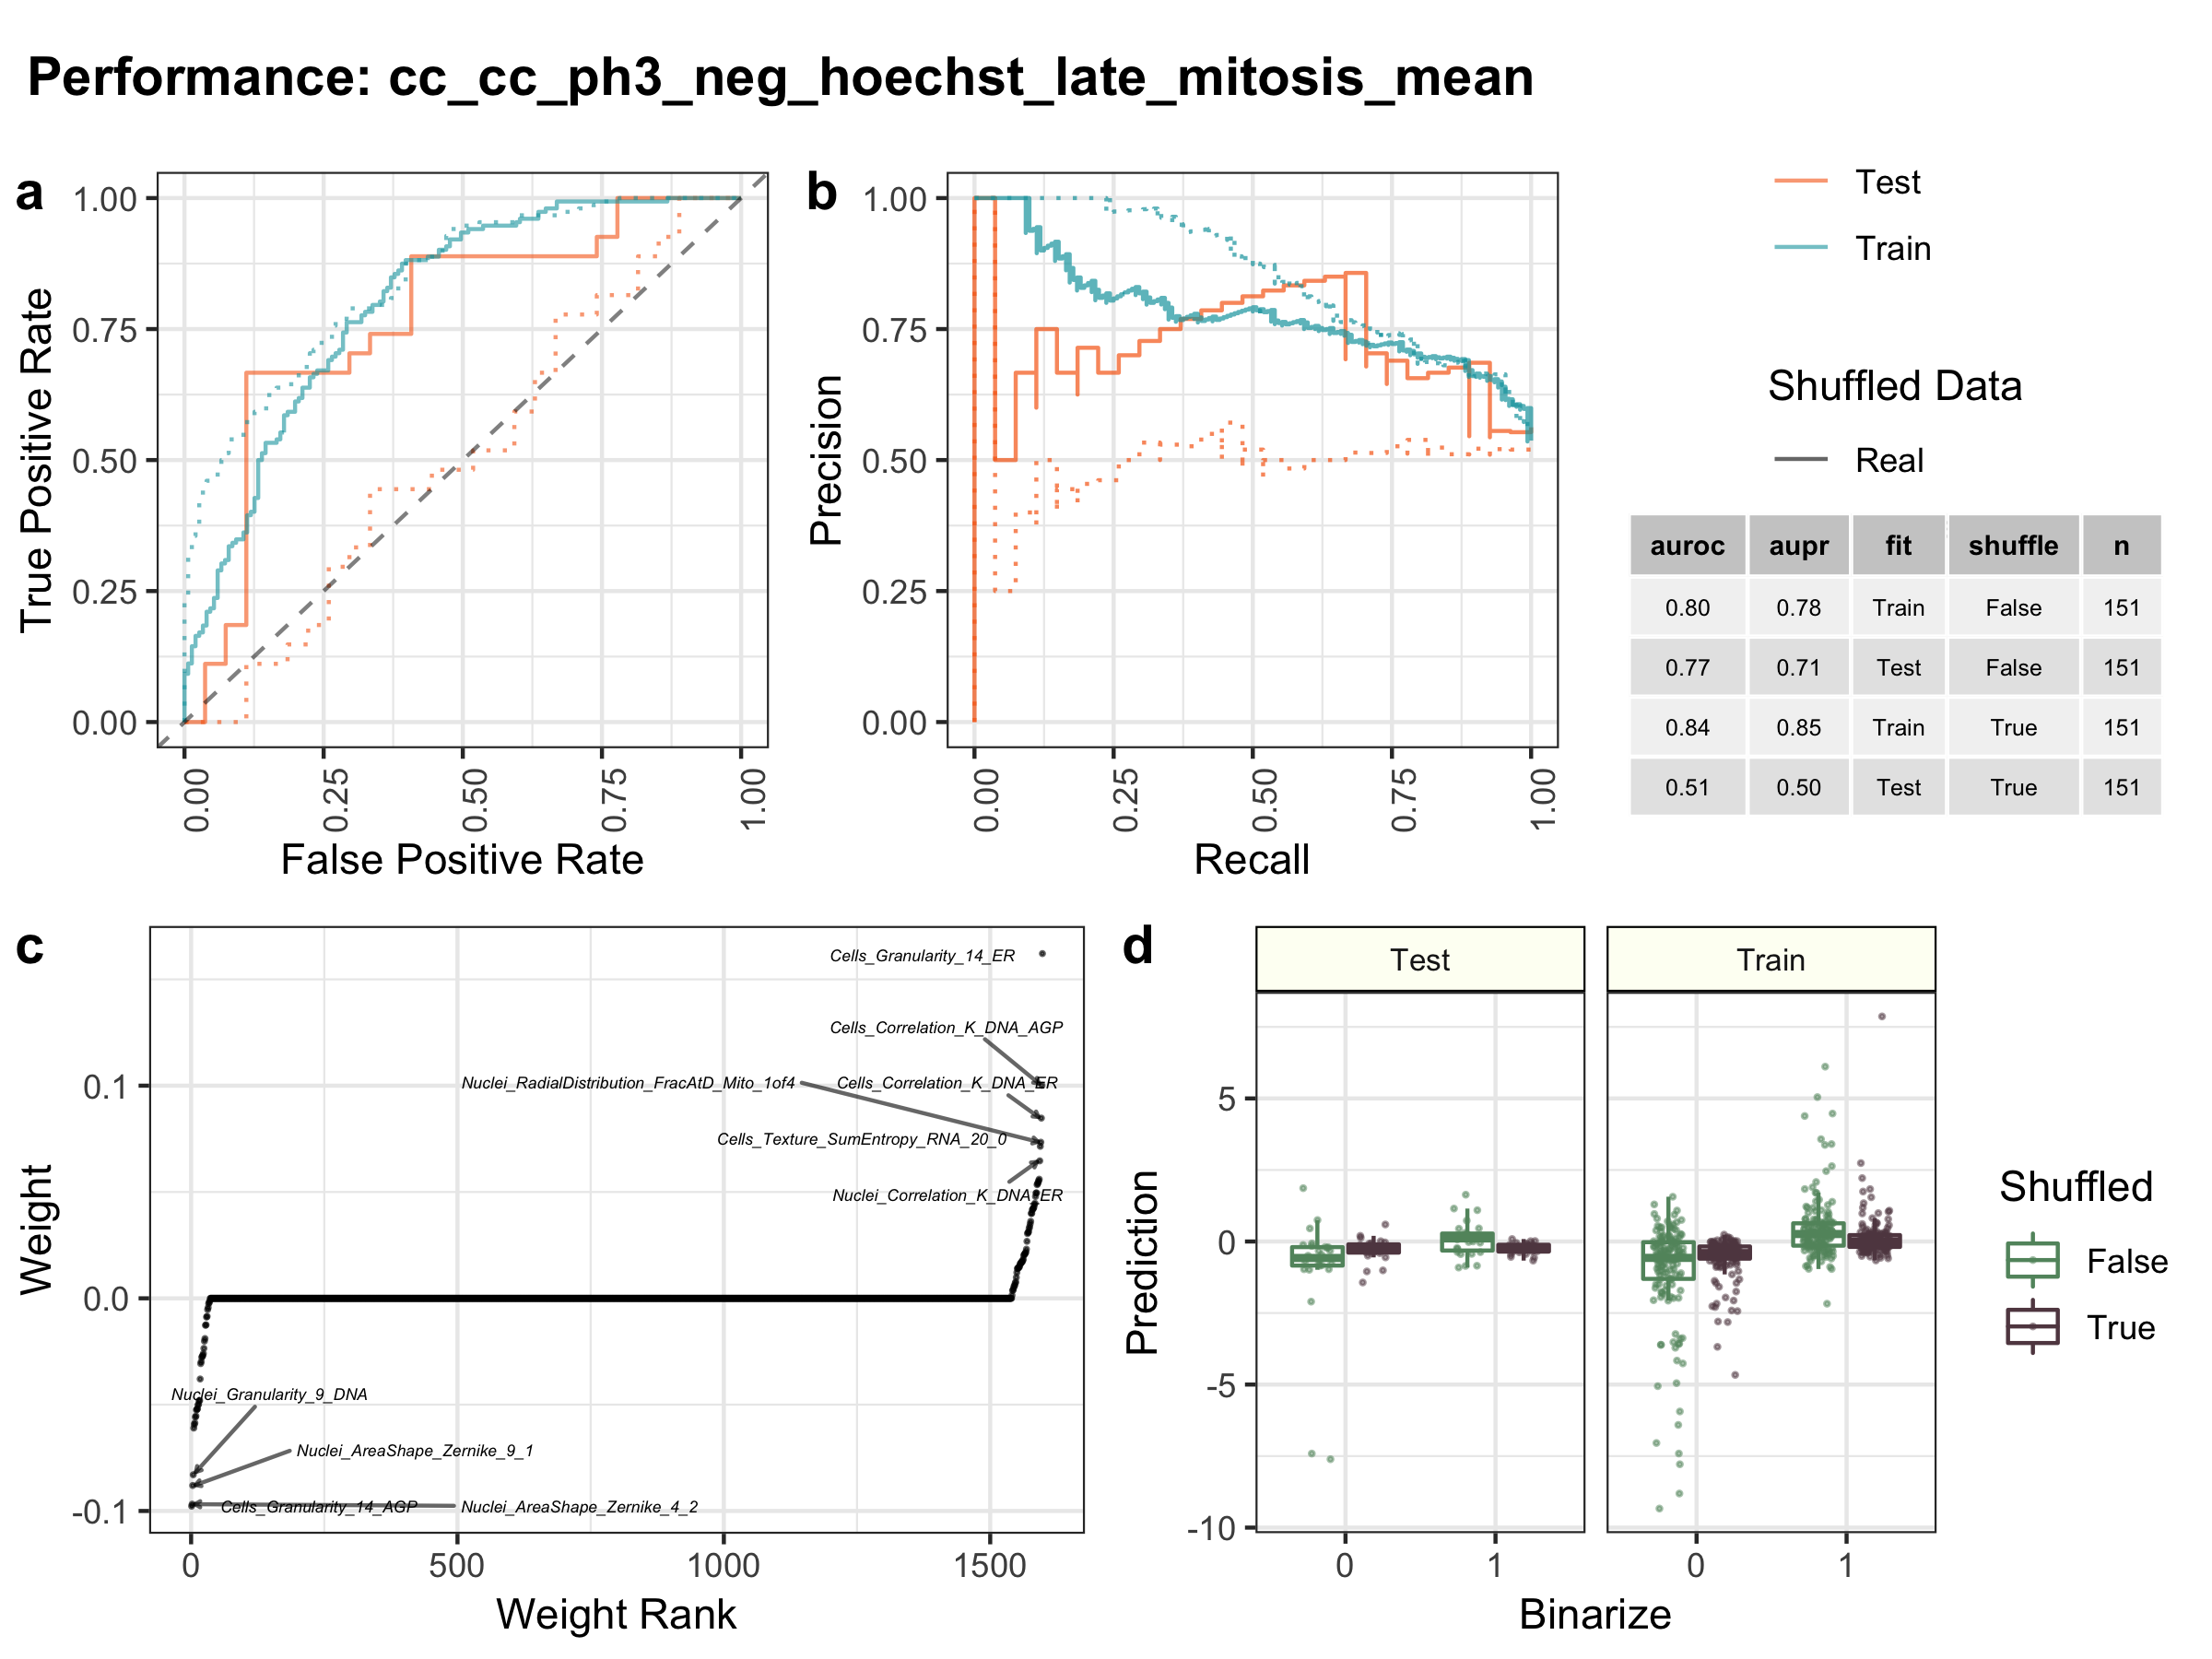 Performance: cc_cc_ph3_neg_hoechst_late_mitosis_mean
a
1.00
0.75
0.50
0.25
0.00
True Positive Rate
0.00 0.25 0.50 0.75 1.00
False Positive Rate
b
1.00
0.75
0.50
0.25
0.00
Precision
0.00 0.25 0.50 0.75 1.00
Recall
Test
Train
Shuffled Data
Real
auroc aupr fit shuffle n
0.80 0.78 Train False 151
0.77 0.71 Test False 151
0.84 0.85 Train True 151
0.51 0.50 Test True 151
c
Cells_Granularity_14_ER
Cells_Correlation_K_DNA_AGP
Nuclei_RadialDistribution_FracAtD_Mito_1of4 Cells_Correlation_K_DNA_ER
Cells_Texture_SumEntropy_RNA_20_0
Nuclei_Correlation_K_DNA_ER
Nuclei_Granularity_9_DNA
Nuclei_AreaShape_Zernike_9_1
Cells_Granularity_14_AGP Nuclei_AreaShape_Zernike_4_2
0.1
0.0
-0.1
Weight
0 500 1000 1500
Weight Rank
d
Test Train
5
0
-5
-10
Prediction
0 1 0 1
Binarize
Shuffled
False
True